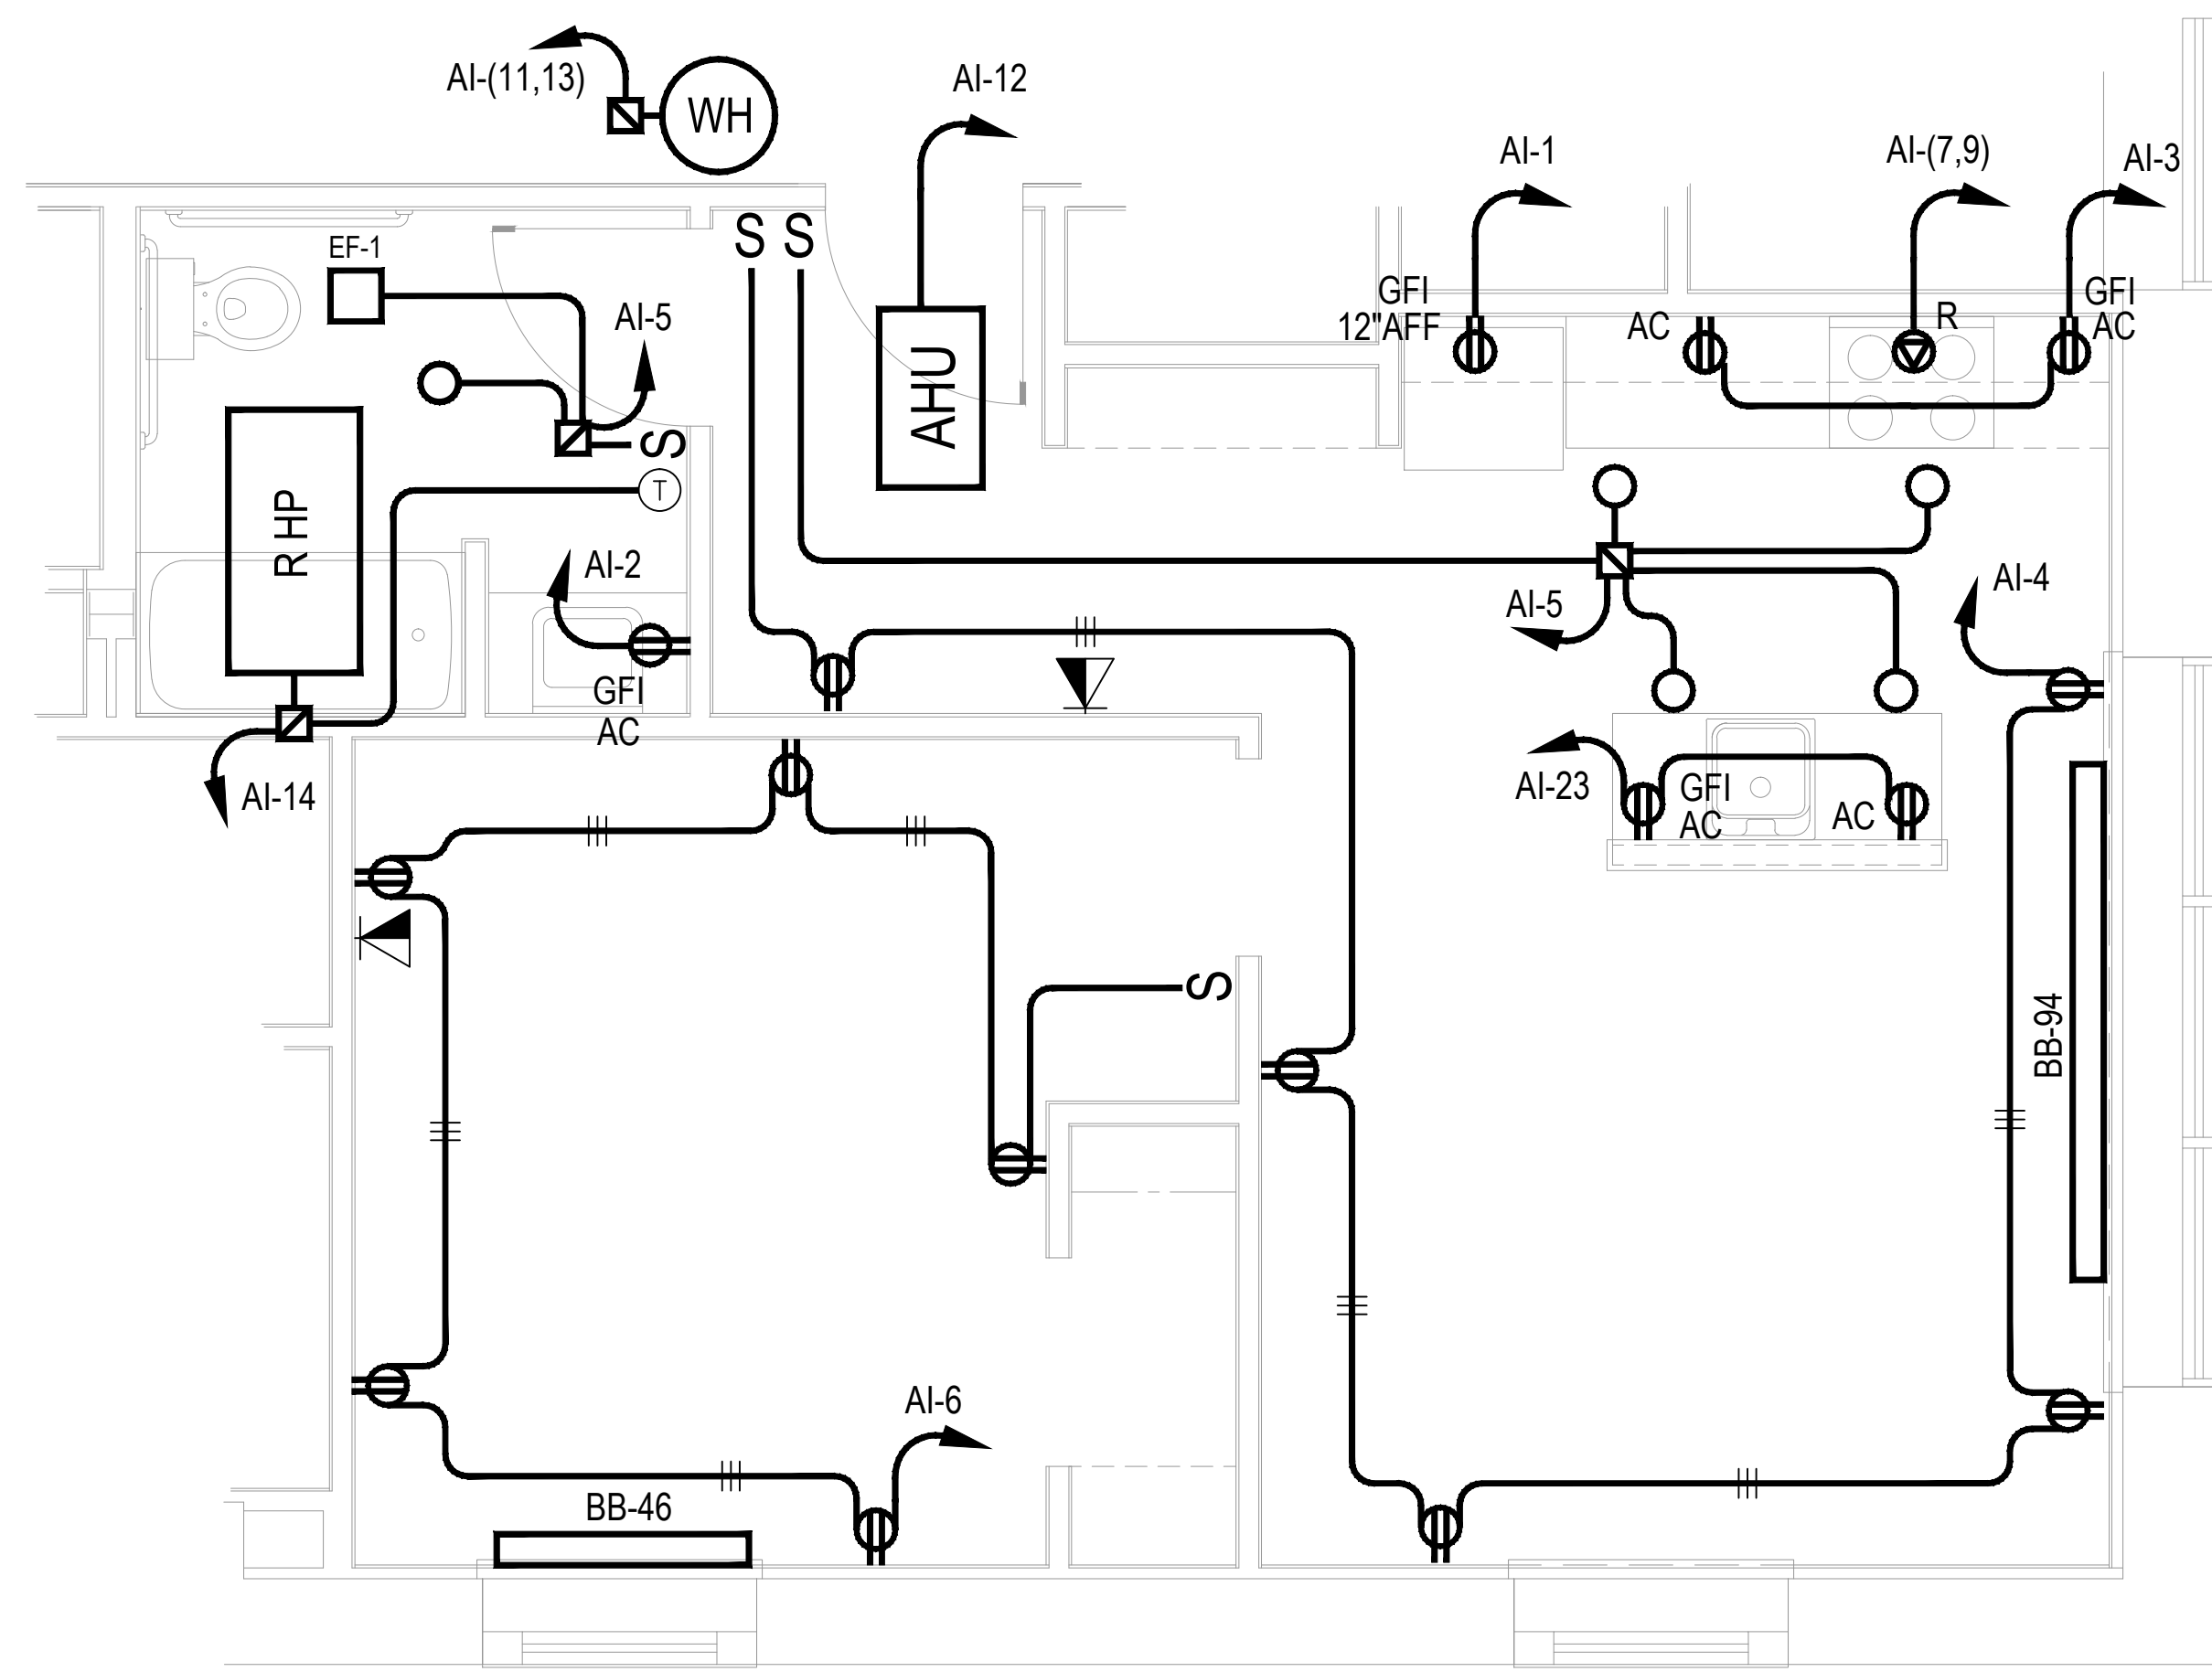 AI-(11,13)
WH
AI-12
AI-1
AI-(7,9)
AI-3
S S
EF-1
AI-5
GFI
12"AFF
AC
R
GFI
AC
AHU
S
T
R HP
AI-2
GFI
AC
AI-14
AI-5
AI-4
AI-23
GFI
AC
AC
S
BB-94
AI-6
BB-46